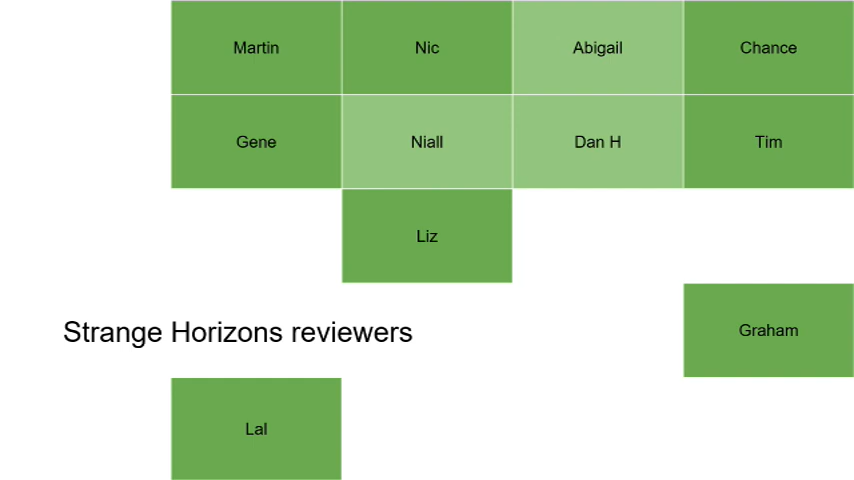 Martin Nic Abigail Chance
Gene Niall Dan H Tim
Liz
Strange Horizons reviewers Graham
Lal